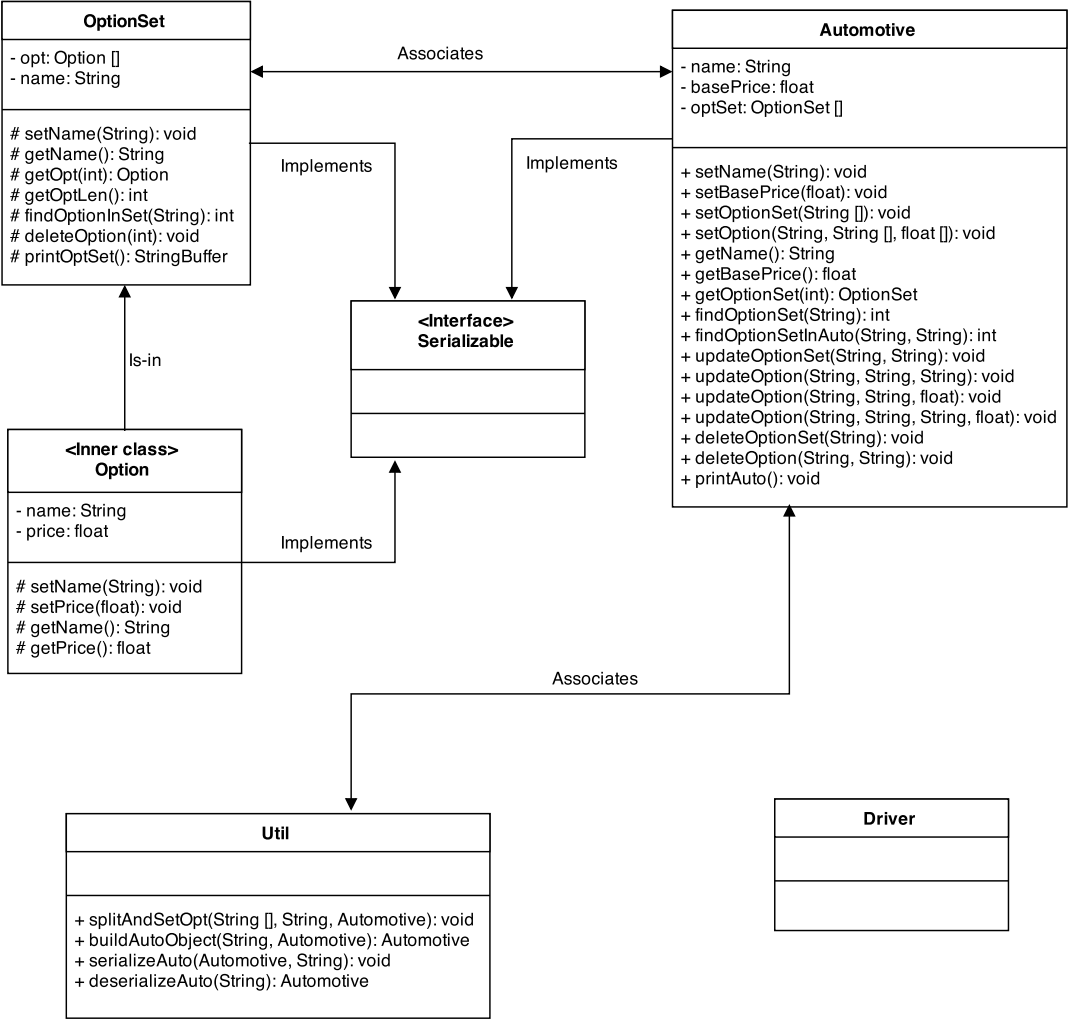 OptionSet
- opt: Option []
- name: String
# setName(String): void
# getName(): String
# getOpt(int): Option
# getOptLen(): int
# findOptionInSet(String): int
# deleteOption(int): void
# printOptSet(): StringBuffer
Associates
Automotive
- name: String
- basePrice: float
- optSet: OptionSet []
+ setName(String): void
+ setBasePrice(float): void
+ setOptionSet(String []): void
+ setOption(String, String [], float []): void
+ getName(): String
+ getBasePrice(): float
+ getOptionSet(int): OptionSet
+ findOptionSet(String): int
+ findOptionSetInAuto(String, String): int
+ updateOptionSet(String, String): void
+ updateOption(String, String, String): void
+ updateOption(String, String, float): void
+ updateOption(String, String, String, float): void
+ deleteOptionSet(String): void
+ deleteOption(String, String): void
+ printAuto(): void
Implements
Implements
<Interface>
Serializable
Is-in
<Inner class>
Option
- name: String
- price: float
# setName(String): void
# setPrice(float): void
# getName(): String
# getPrice(): float
Implements
Associates
Util
+ splitAndSetOpt(String [], String, Automotive): void
+ buildAutoObject(String, Automotive): Automotive
+ serializeAuto(Automotive, String): void
+ deserializeAuto(String): Automotive
Driver